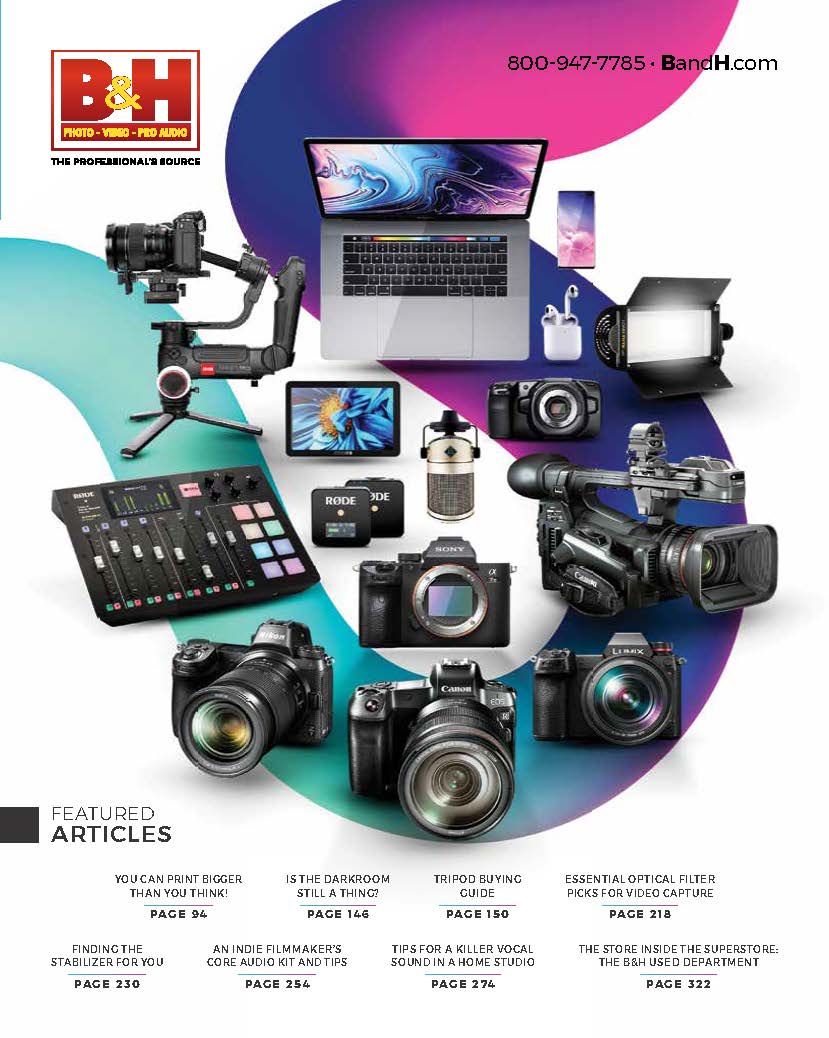 B&H
PHOTO - VIDEO - PRO AUDIO
THE PROFESSIONAL'S SOURCE
800-947-7785 • BandH.com
RØDE
RØDE
SONY
α
Canon
Nikon
Canon
EOS
R
LUMIX
FEATURED
ARTICLES
YOU CAN PRINT BIGGER
THAN YOU THINK!
PAGE 94
IS THE DARKROOM
STILL A THING?
PAGE 146
TRIPOD BUYING
GUIDE
PAGE 150
ESSENTIAL OPTICAL FILTER
PICKS FOR VIDEO CAPTURE
PAGE 218
FINDING THE
STABILIZER FOR YOU
PAGE 230
AN INDIE FILMMAKER'S
CORE AUDIO KIT AND TIPS
PAGE 254
TIPS FOR A KILLER VOCAL
SOUND IN A HOME STUDIO
PAGE 274
THE STORE INSIDE THE SUPERSTORE:
THE B&H USED DEPARTMENT
PAGE 322